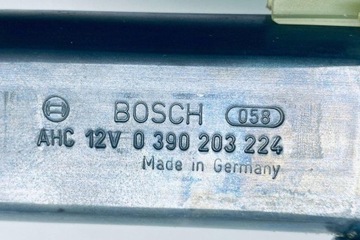 BOSCH 058
AHC 12V 0 390 203 224
Made in Germany